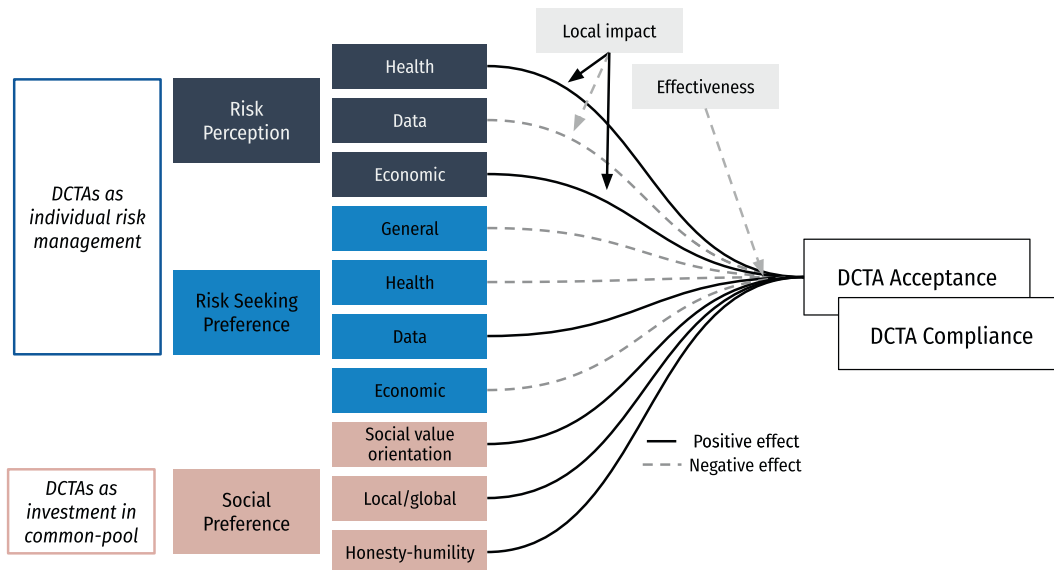 DCTAs as
individual risk
management
Risk
Perception
Health
Data
Economic
Risk Seeking
Preference
General
Health
Data
Economic
DCTAs as
investment in
common-pool
Social
Preference
Social value
orientation
Local/global
Honesty-humility
Local impact
Effectiveness
DCTA Acceptance
DCTA Compliance
Positive effect
Negative effect